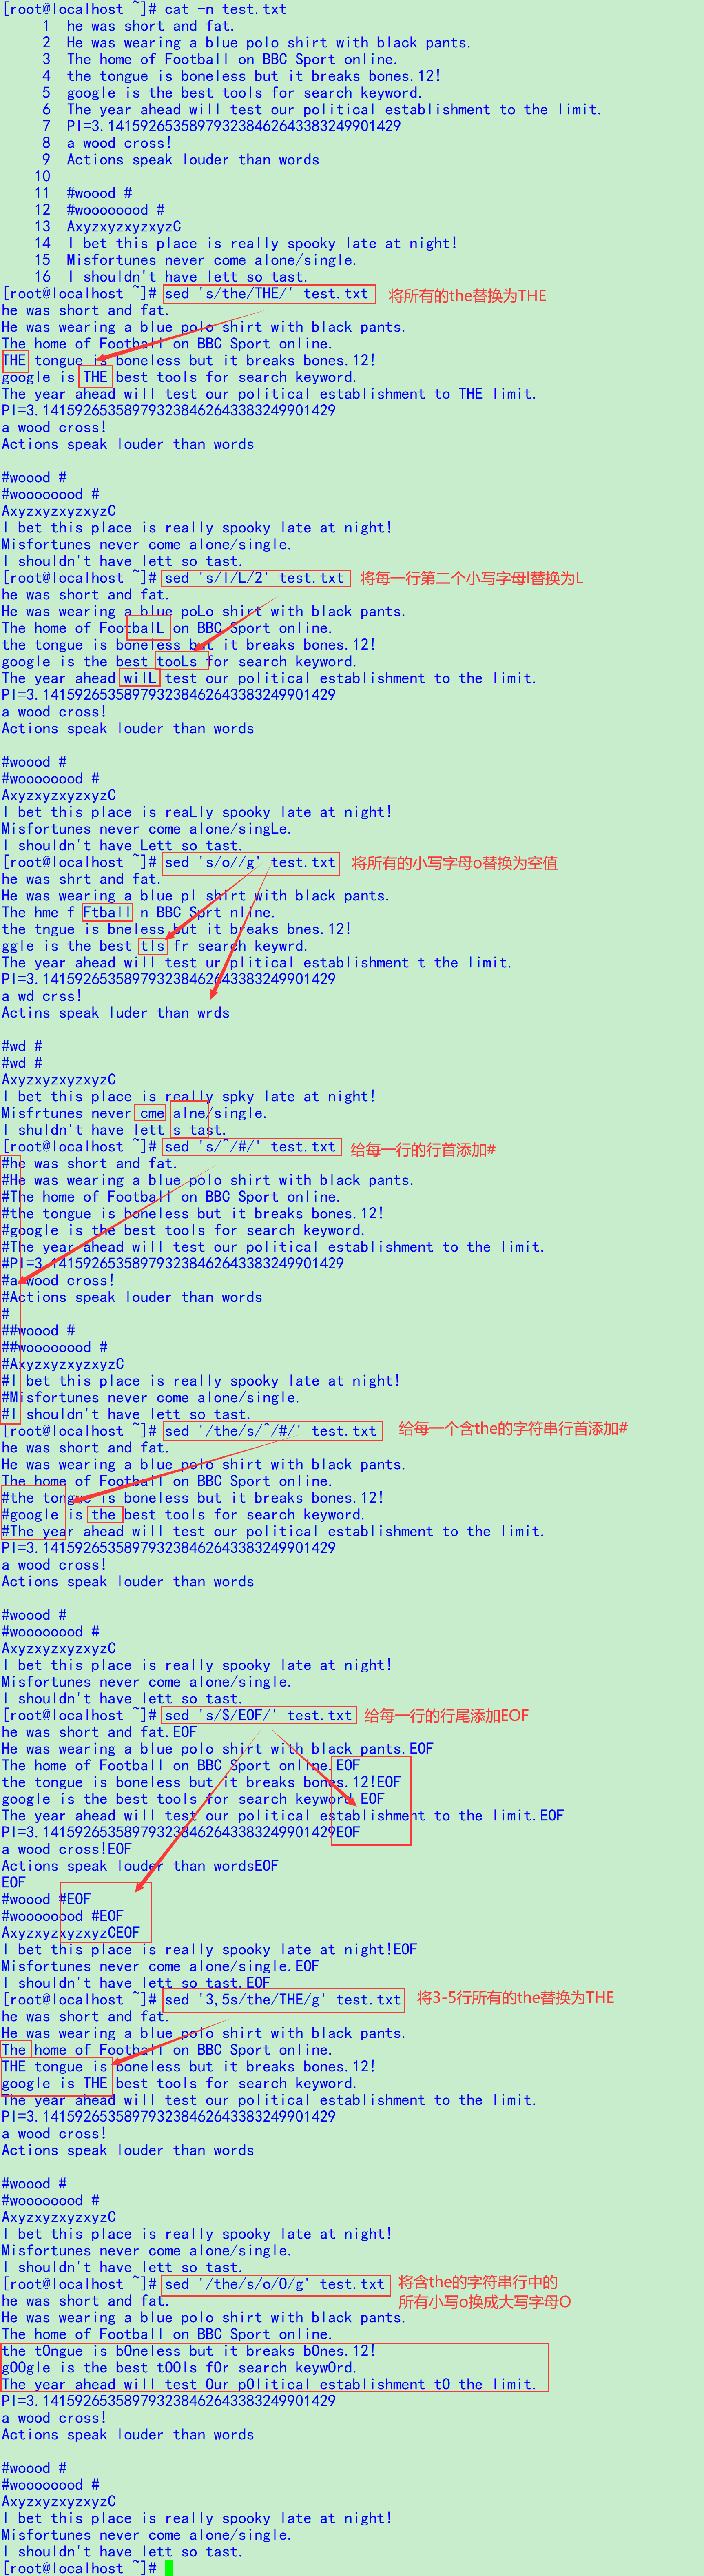 [root@localhost ~]# cat -n test.txt
1 he was short and fat.
2 He was wearing a blue polo shirt with black pants.
3 The home of Football on BBC Sport online.
4 the tongue is boneless but it breaks bones.12!
5 google is the best tools for search keyword.
6 The year ahead will test our political establishment to the limit.
7 PI=3.141592653589793238462643383249901429
8 a wood cross!
9 Actions speak louder than words
10
11 #woood #
12 #woooooood #
13 AxyzxyzxyzxyzC
14 I bet this place is really spooky late at night!
15 Misfortunes never come alone/single.
16 I shouldn't have lett so tast.
[root@localhost ~]# sed 's/the/THE/' test.txt 将所有的the替换为THE
he was short and fat.
He was wearing a blue polo shirt with black pants.
The home of Football on BBC Sport online.
THE tongue is boneless but it breaks bones.12!
google is THE best tools for search keyword.
The year ahead will test our political establishment to THE limit.
PI=3.141592653589793238462643383249901429
a wood cross!
Actions speak louder than words

#woood #
#woooooood #
AxyzxyzxyzxyzC
I bet this place is really spooky late at night!
Misfortunes never come alone/single.
I shouldn't have lett so tast.
[root@localhost ~]# sed 's/l/L/2' test.txt 将每一行第二个小写字母l替换为L
he was short and fat.
He was wearing a blue poLo shirt with black pants.
The home of FootbalL on BBC Sport online.
the tongue is boneless but it breaks bones.12!
google is the best tooLs for search keyword.
The year ahead wilL test our political establishment to the limit.
PI=3.141592653589793238462643383249901429
a wood cross!
Actions speak louder than words

#woood #
#woooooood #
AxyzxyzxyzxyzC
I bet this place is reaLly spooky late at night!
Misfortunes never come alone/singLe.
I shouldn't have Lett so tast.
[root@localhost ~]# sed 's/o//g' test.txt 将所有的小写字母o替换为空值
he was shrt and fat.
He was wearing a blue pl shirt with black pants.
The hme f Ftball n BBC Sprt nline.
the tngue is bneless but it breaks bnes.12!
ggle is the best tls fr search keywrd.
The year ahead will test ur plitical establishment t the limit.
PI=3.141592653589793238462643383249901429
a wd crss!
Actins speak luder than wrds

#wd #
#wd #
AxyzxyzxyzxyzC
I bet this place is really spky late at night!
Misfrtunes never cme alne/single.
I shuldn't have lett s tast.
[root@localhost ~]# sed 's/^/#/' test.txt 给每一行的行首添加#
#he was short and fat.
#He was wearing a blue polo shirt with black pants.
#The home of Football on BBC Sport online.
#the tongue is boneless but it breaks bones.12!
#google is the best tools for search keyword.
#The year ahead will test our political establishment to the limit.
#PI=3.141592653589793238462643383249901429
#a wood cross!
#Actions speak louder than words
#
##woood #
##woooooood #
#AxyzxyzxyzxyzC
#I bet this place is really spooky late at night!
#Misfortunes never come alone/single.
#I shouldn't have lett so tast.
[root@localhost ~]# sed '/the/s/^/#/' test.txt 给每一个含the的字符串行首添加#
he was short and fat.
He was wearing a blue polo shirt with black pants.
The home of Football on BBC Sport online.
#the tongue is boneless but it breaks bones.12!
#google is the best tools for search keyword.
#The year ahead will test our political establishment to the limit.
PI=3.141592653589793238462643383249901429
a wood cross!
Actions speak louder than words

#woood #
#woooooood #
AxyzxyzxyzxyzC
I bet this place is really spooky late at night!
Misfortunes never come alone/single.
I shouldn't have lett so tast.
[root@localhost ~]# sed 's/$/EOF/' test.txt 给每一行的行尾添加EOF
he was short and fat.EOF
He was wearing a blue polo shirt with black pants.EOF
The home of Football on BBC Sport online.EOF
the tongue is boneless but it breaks bones.12!EOF
google is the best tools for search keyword.EOF
The year ahead will test our political establishment to the limit.EOF
PI=3.141592653589793238462643383249901429EOF
a wood cross!EOF
Actions speak louder than wordsEOF
EOF
#woood #EOF
#woooooood #EOF
AxyzxyzxyzxyzCEOF
I bet this place is really spooky late at night!EOF
Misfortunes never come alone/single.EOF
I shouldn't have lett so tast.EOF
[root@localhost ~]# sed '3,5s/the/THE/g' test.txt 将3-5行所有的the替换为THE
he was short and fat.
He was wearing a blue polo shirt with black pants.
The home of Football on BBC Sport online.
THE tongue is boneless but it breaks bones.12!
google is THE best tools for search keyword.
The year ahead will test our political establishment to the limit.
PI=3.141592653589793238462643383249901429
a wood cross!
Actions speak louder than words

#woood #
#woooooood #
AxyzxyzxyzxyzC
I bet this place is really spooky late at night!
Misfortunes never come alone/single.
I shouldn't have lett so tast.
[root@localhost ~]# sed '/the/s/o/O/g' test.txt 将含the的字符串行中的
所有小写o换成大写字母O
he was short and fat.
He was wearing a blue polo shirt with black pants.
The home of Football on BBC Sport online.
the tOngue is bOneless but it breaks bOnes.12!
gOOgle is the best tOOls fOr search keywOrd.
The year ahead will test Our pOlitical establishment tO the limit.
PI=3.141592653589793238462643383249901429
a wood cross!
Actions speak louder than words

#woood #
#woooooood #
AxyzxyzxyzxyzC
I bet this place is really spooky late at night!
Misfortunes never come alone/single.
I shouldn't have lett so tast.
[root@localhost ~]#